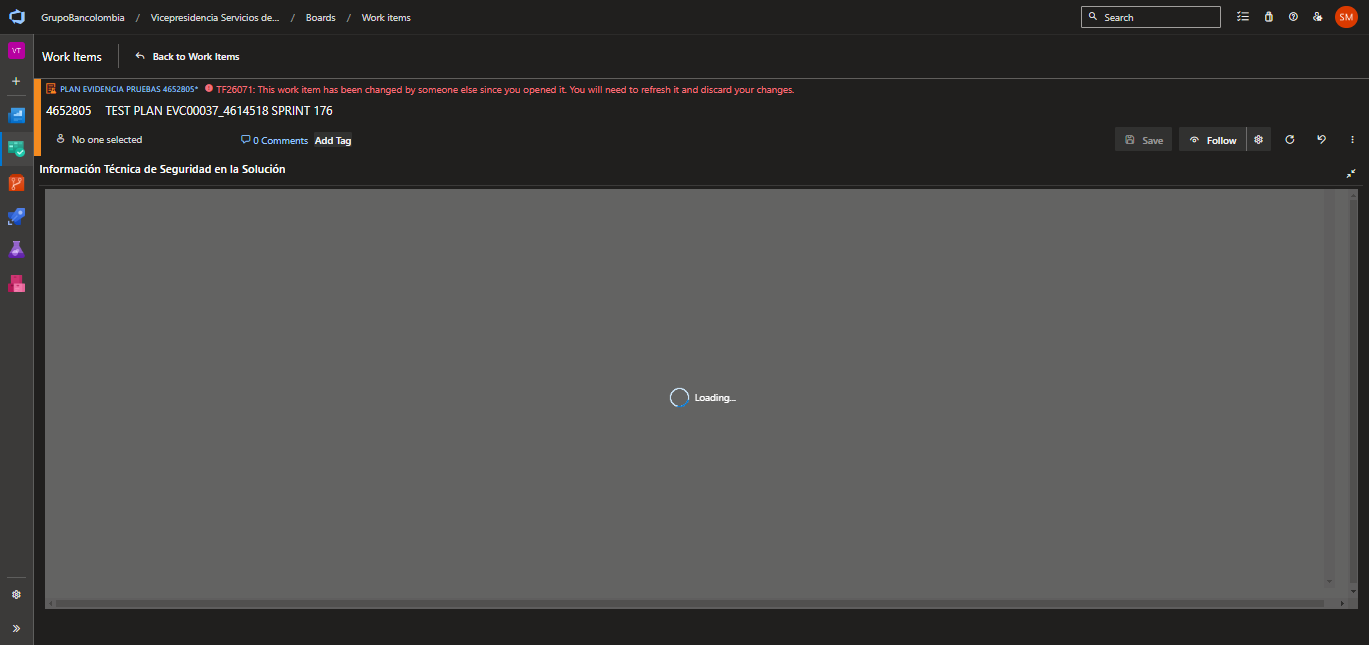 GrupoBancolombia / Vicepresidencia Servicios de... / Boards / Work items
Search
SM
VT
Work Items
Back to Work Items
PLAN EVIDENCIA PRUEBAS 4652805* TF26071: This work item has been changed by someone else since you opened it. You will need to refresh it and discard your changes.
4652805 TEST PLAN EVC00037_4614518 SPRINT 176
No one selected
0 Comments
Add Tag
Save
Follow
Información Técnica de Seguridad en la Solución
Loading...